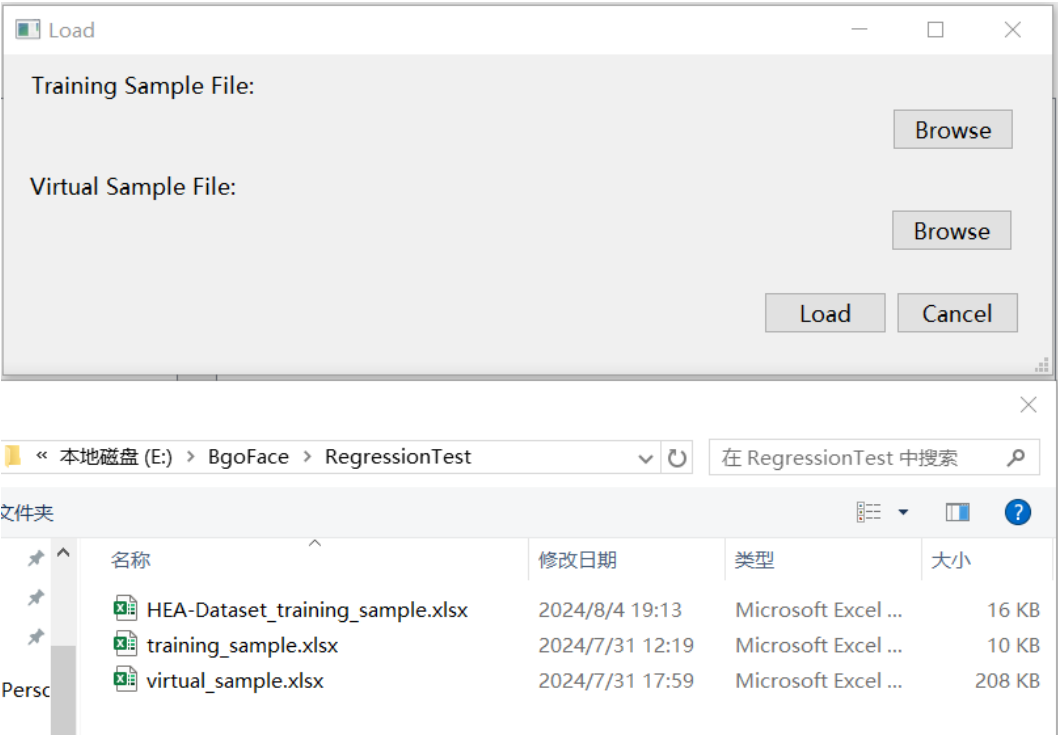 Load
Training Sample File:
Browse
Virtual Sample File:
Browse
Load Cancel
« 本地磁盘 (E:) > BgoFace > RegressionTest 在 RegressionTest 中搜索
文件夹 ?
名称 修改日期 类型 大小
HEA-Dataset_training_sample.xlsx 2024/8/4 19:13 Microsoft Excel ... 16 KB
training_sample.xlsx 2024/7/31 12:19 Microsoft Excel ... 10 KB
virtual_sample.xlsx 2024/7/31 17:59 Microsoft Excel ... 208 KB
Persc